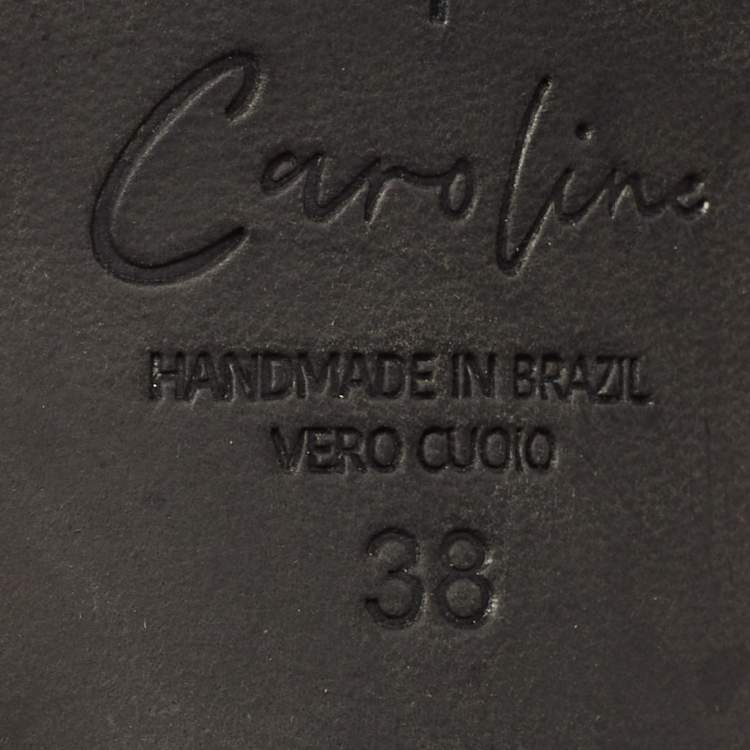 Caroline
HANDMADE IN BRAZIL
VERO CUOIO
38